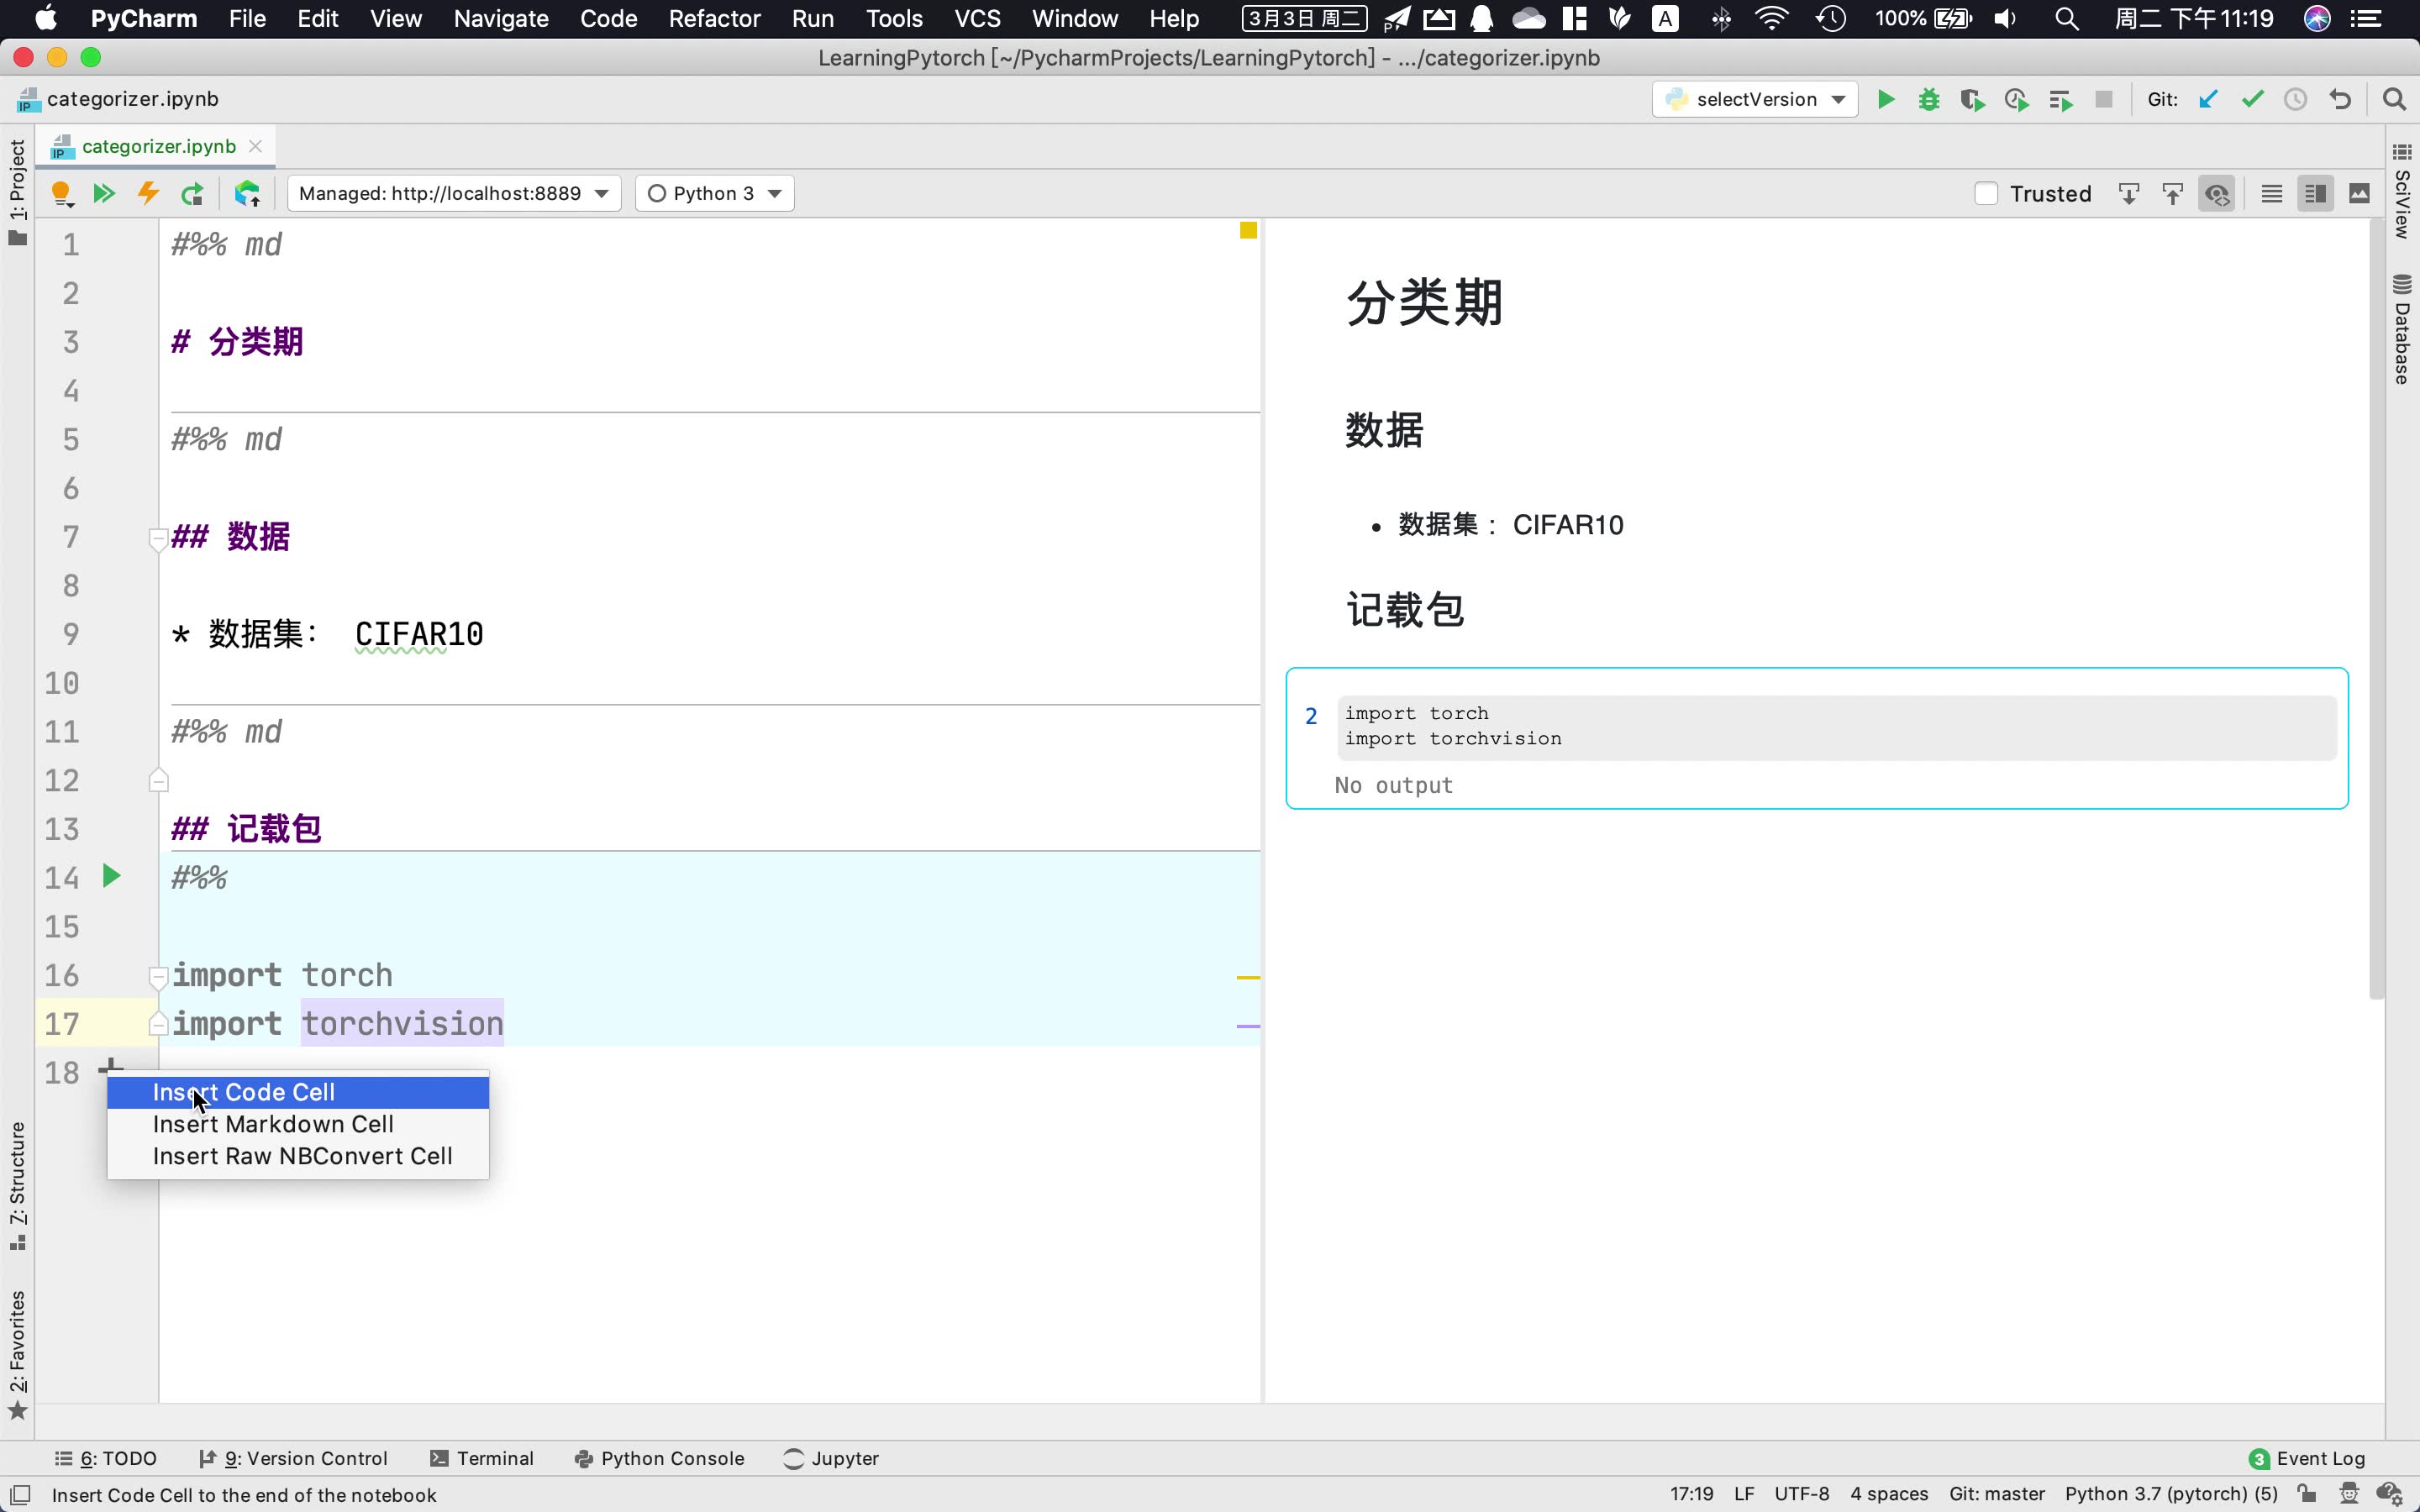 PyCharm File Edit View Navigate Code Refactor Run Tools VCS Window Help 3月3日 周二 A 100% 周二 下午11:19
LearningPytorch [~/PycharmProjects/LearningPytorch] - .../categorizer.ipynb
categorizer.ipynb selectVersion Git:
categorizer.ipynb
Managed: http://localhost:8889 Python 3 Trusted
1: Project
7: Structure
2: Favorites
1 #%% md
2
3 # 分类期
4
5 #%% md
6
7 ## 数据
8
9 * 数据集： CIFAR10
10
11 #%% md
12
13 ## 记载包
14 #%%
15
16 import torch
17 import torchvision
18
Insert Code Cell
Insert Markdown Cell
Insert Raw NBConvert Cell
分类期
数据
• 数据集： CIFAR10
记载包
2 import torch
import torchvision
No output
SciView
Database
6: TODO 9: Version Control Terminal Python Console Jupyter 3 Event Log
Insert Code Cell to the end of the notebook 17:19 LF UTF-8 4 spaces Git: master Python 3.7 (pytorch) (5)